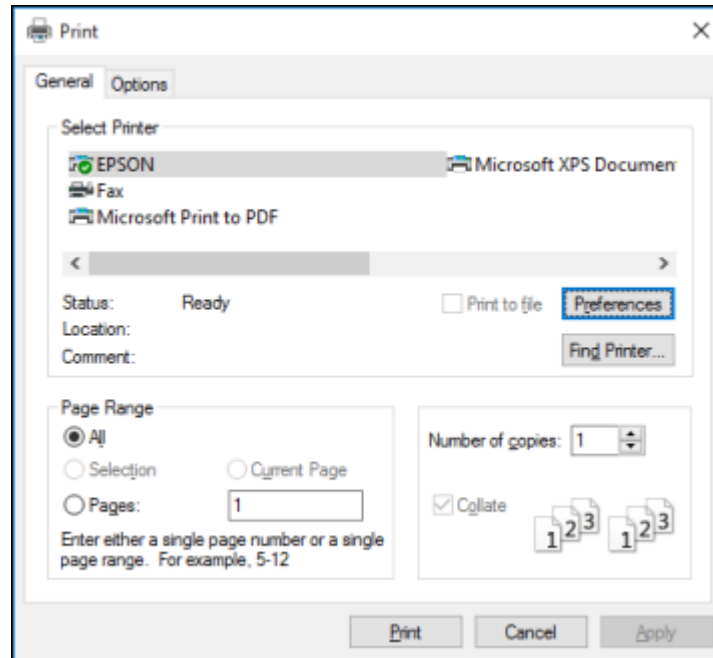 Print
General Options
Select Printer
EPSON Microsoft XPS Documen
Fax
Microsoft Print to PDF
Status: Ready Print to file Preferences
Location:
Comment: Find Printer...
Page Range
All
Selection Current Page
Pages: 1
Enter either a single page number or a single
page range. For example, 5-12
Number of copies: 1
Collate
1 2 3 1 2 3
Print Cancel Apply